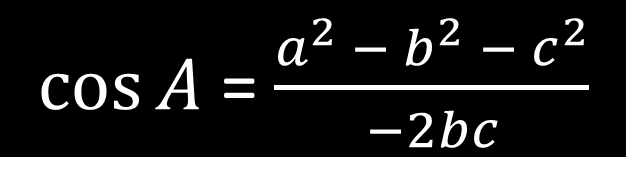 cos A = (a² − b² − c²) / (−2bc)